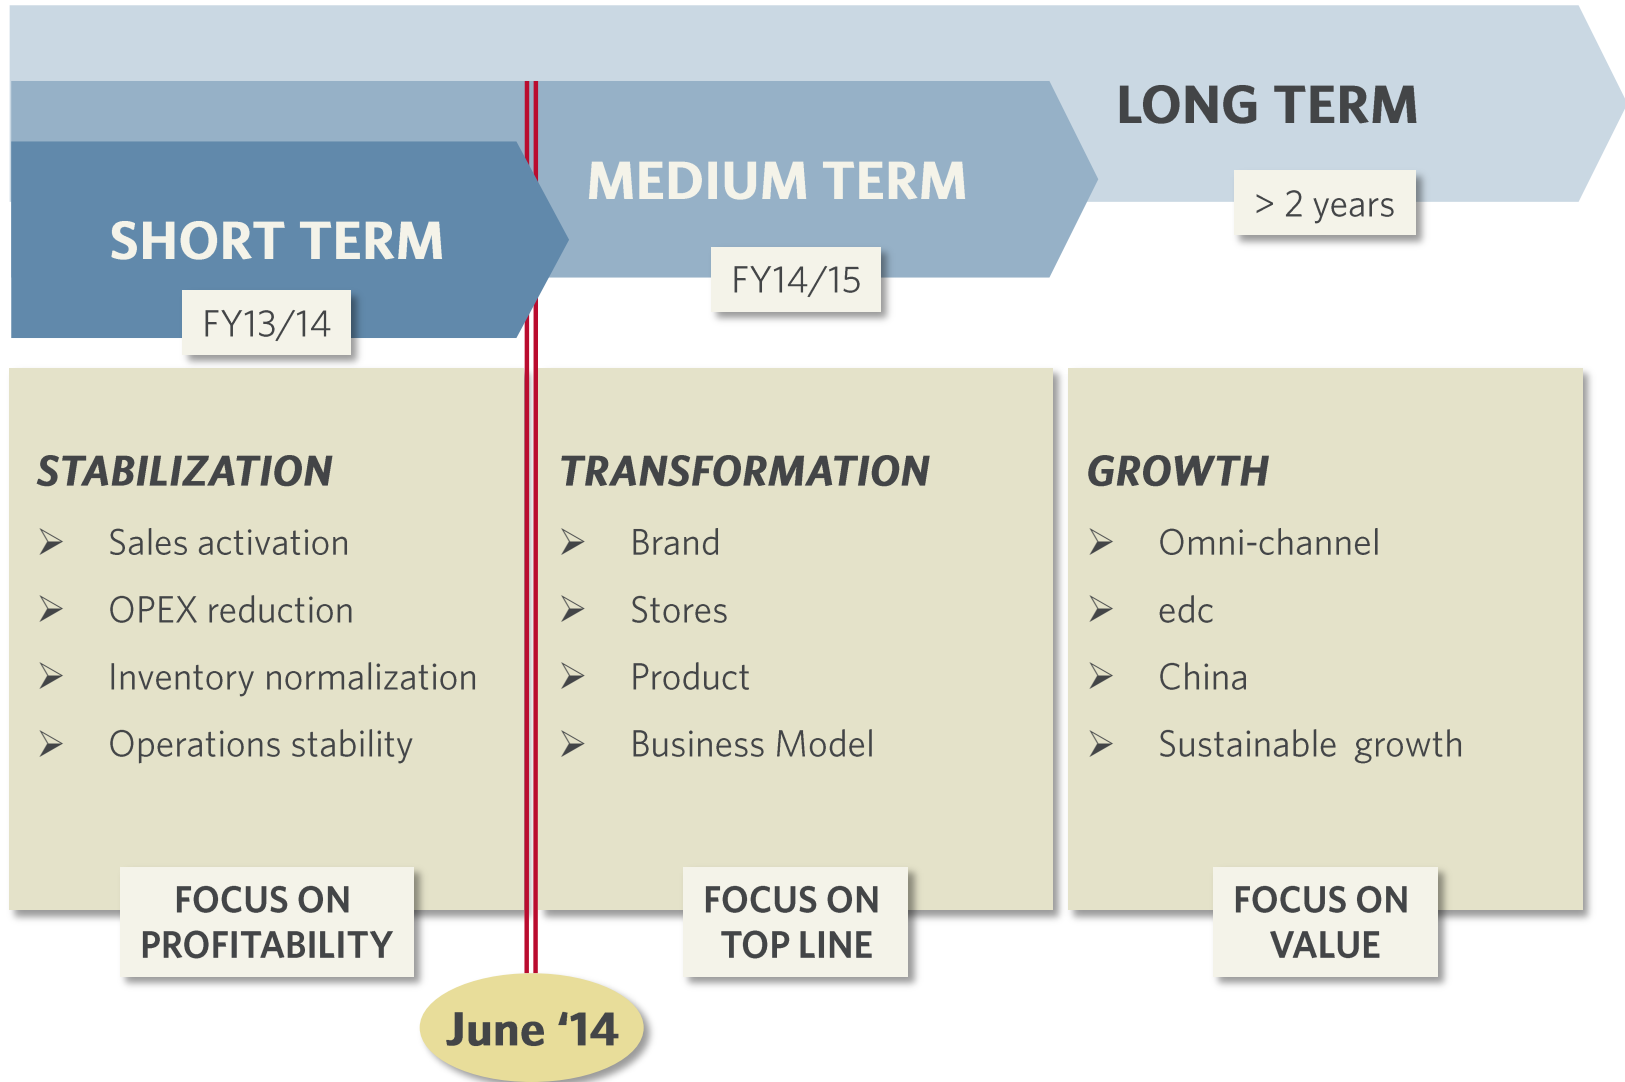 LONG TERM
> 2 years
MEDIUM TERM
FY14/15
SHORT TERM
FY13/14
STABILIZATION
Sales activation
OPEX reduction
Inventory normalization
Operations stability
FOCUS ON
PROFITABILITY
TRANSFORMATION
Brand
Stores
Product
Business Model
FOCUS ON
TOP LINE
GROWTH
Omni-channel
edc
China
Sustainable growth
FOCUS ON
VALUE
June ‘14